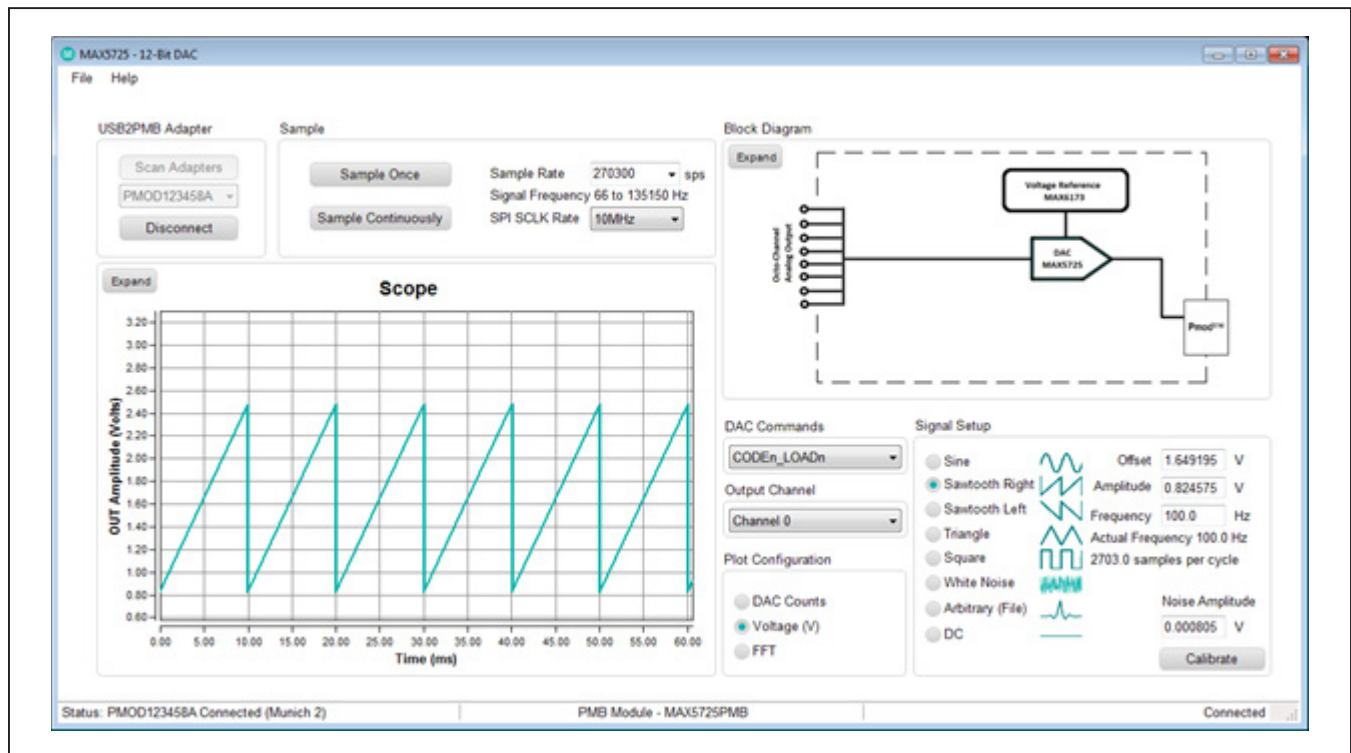 MAX5725 - 12-Bit DAC
File Help
USB2PMB Adapter
Scan Adapters
PMOD123458A
Disconnect
Sample
Sample Once
Sample Continuously
Sample Rate 270300 sps
Signal Frequency 66 to 135150 Hz
SPI SCLK Rate 10MHz
Expand
Scope
OUT Amplitude (Volts)
3.20
3.00
2.80
2.60
2.40
2.20
2.00
1.80
1.60
1.40
1.20
1.00
0.80
0.60
0.00 5.00 10.00 15.00 20.00 25.00 30.00 35.00 40.00 45.00 50.00 55.00 60.00
Time (ms)
Block Diagram
Expand
Voltage Reference
MAX6173
Octo-Channel
Analog Output
DAC
MAX5725
Pmod
DAC Commands
CODEn_LOADn
Output Channel
Channel 0
Plot Configuration
DAC Counts
Voltage (V)
FFT
Signal Setup
Sine
Sawtooth Right
Sawtooth Left
Triangle
Square
White Noise
Arbitrary (File)
DC
Offset 1.649195 V
Amplitude 0.824575 V
Frequency 100.0 Hz
Actual Frequency 100.0 Hz
2703.0 samples per cycle
Noise Amplitude
0.000805 V
Calibrate
Status: PMOD123458A Connected (Munich 2)
PMB Module - MAX5725PMB
Connected